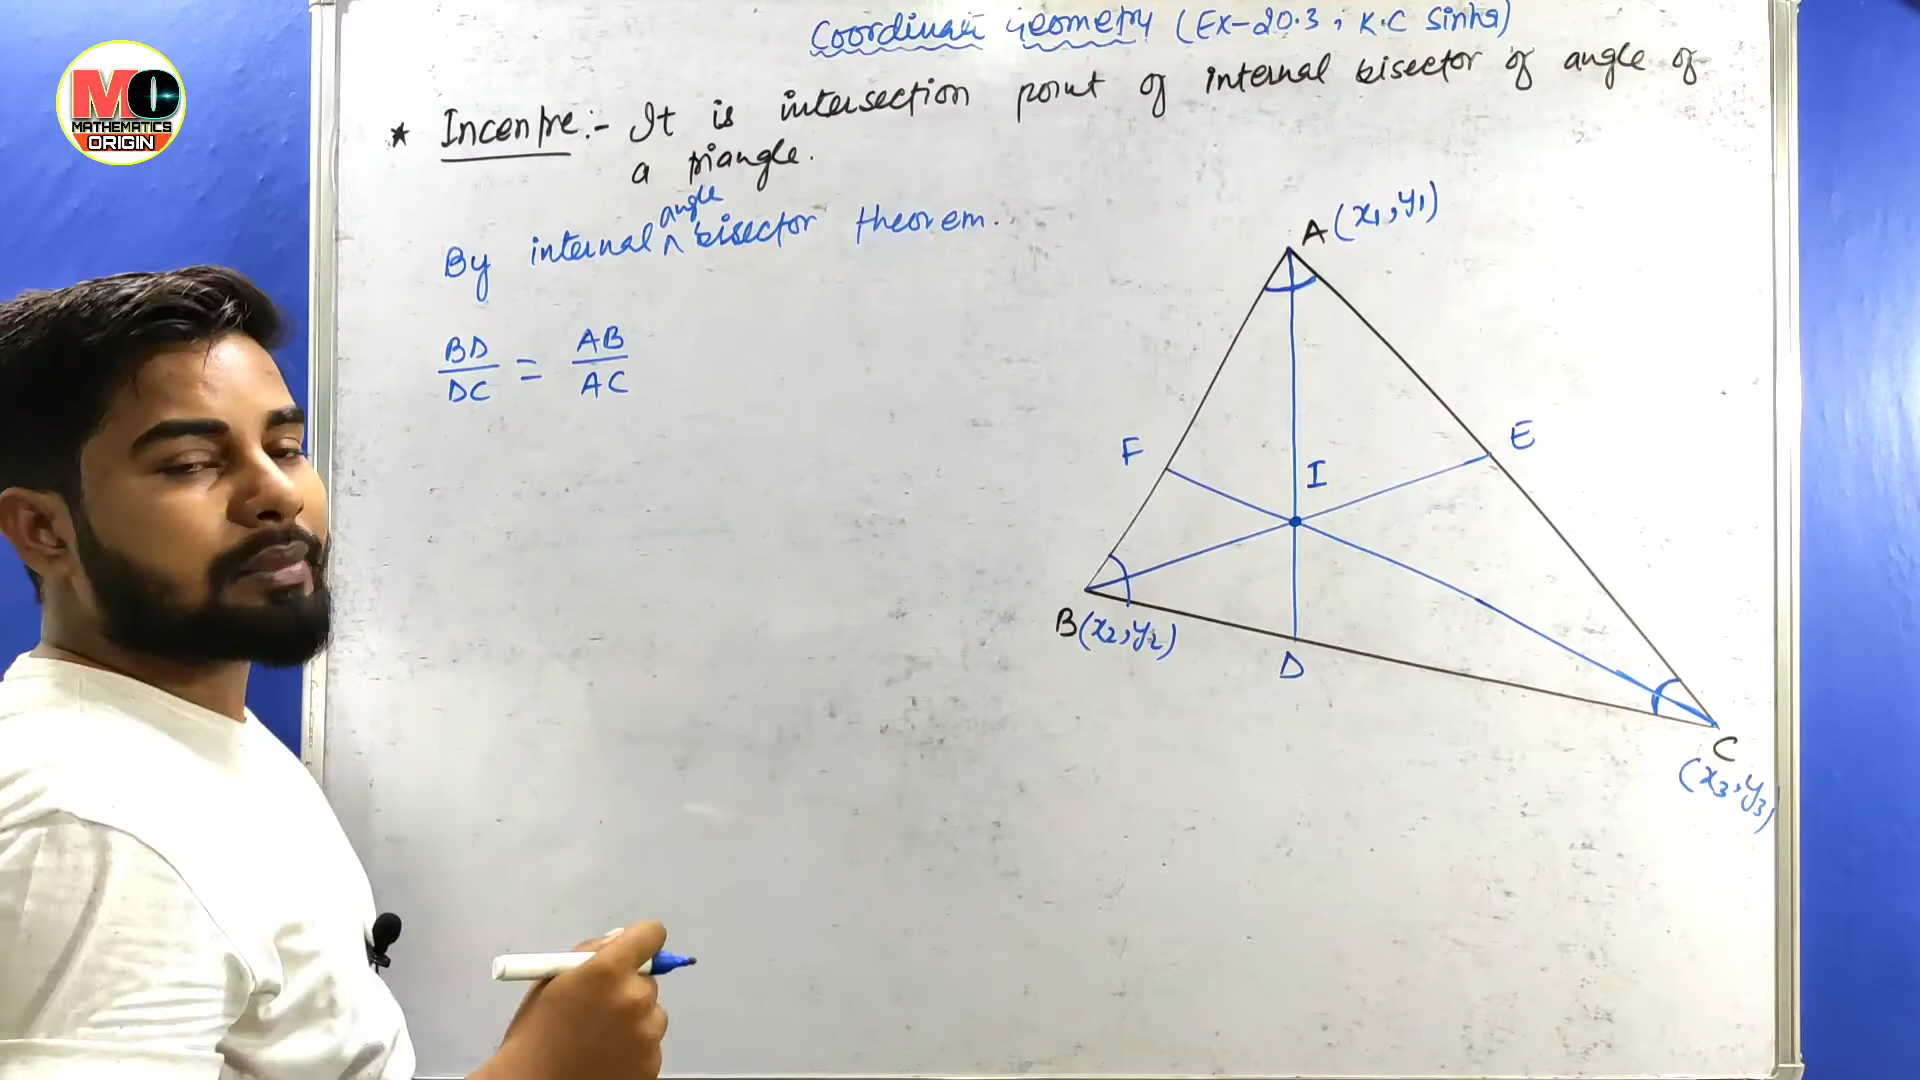 MO
MATHEMATICS
ORIGIN
Coordinate Geometry (Ex-20.3, K.C Sinha)
* Incentre:- It is intersection point of internal bisector of angle of
a triangle.
angle
By internal ^ bisector theorem.
BD/DC = AB/AC
A(x1,y1)
F
E
I
B(x2,y2)
D
C
(x3,y3)